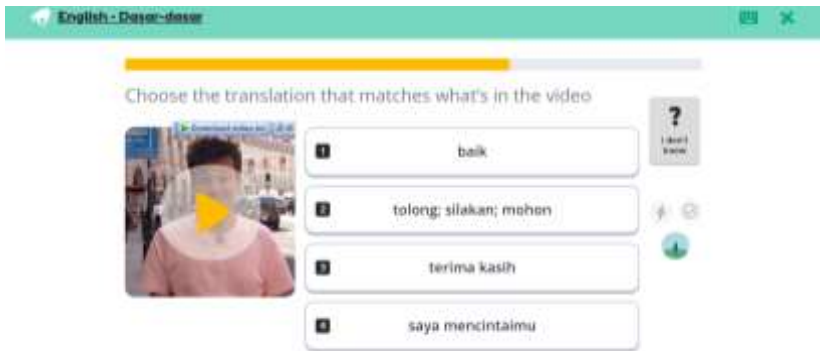 English - Dasar-dasar
Choose the translation that matches what's in the video
1 baik
2 tolong; silakan; mohon
3 terima kasih
4 saya mencintaimu
?
I don't know